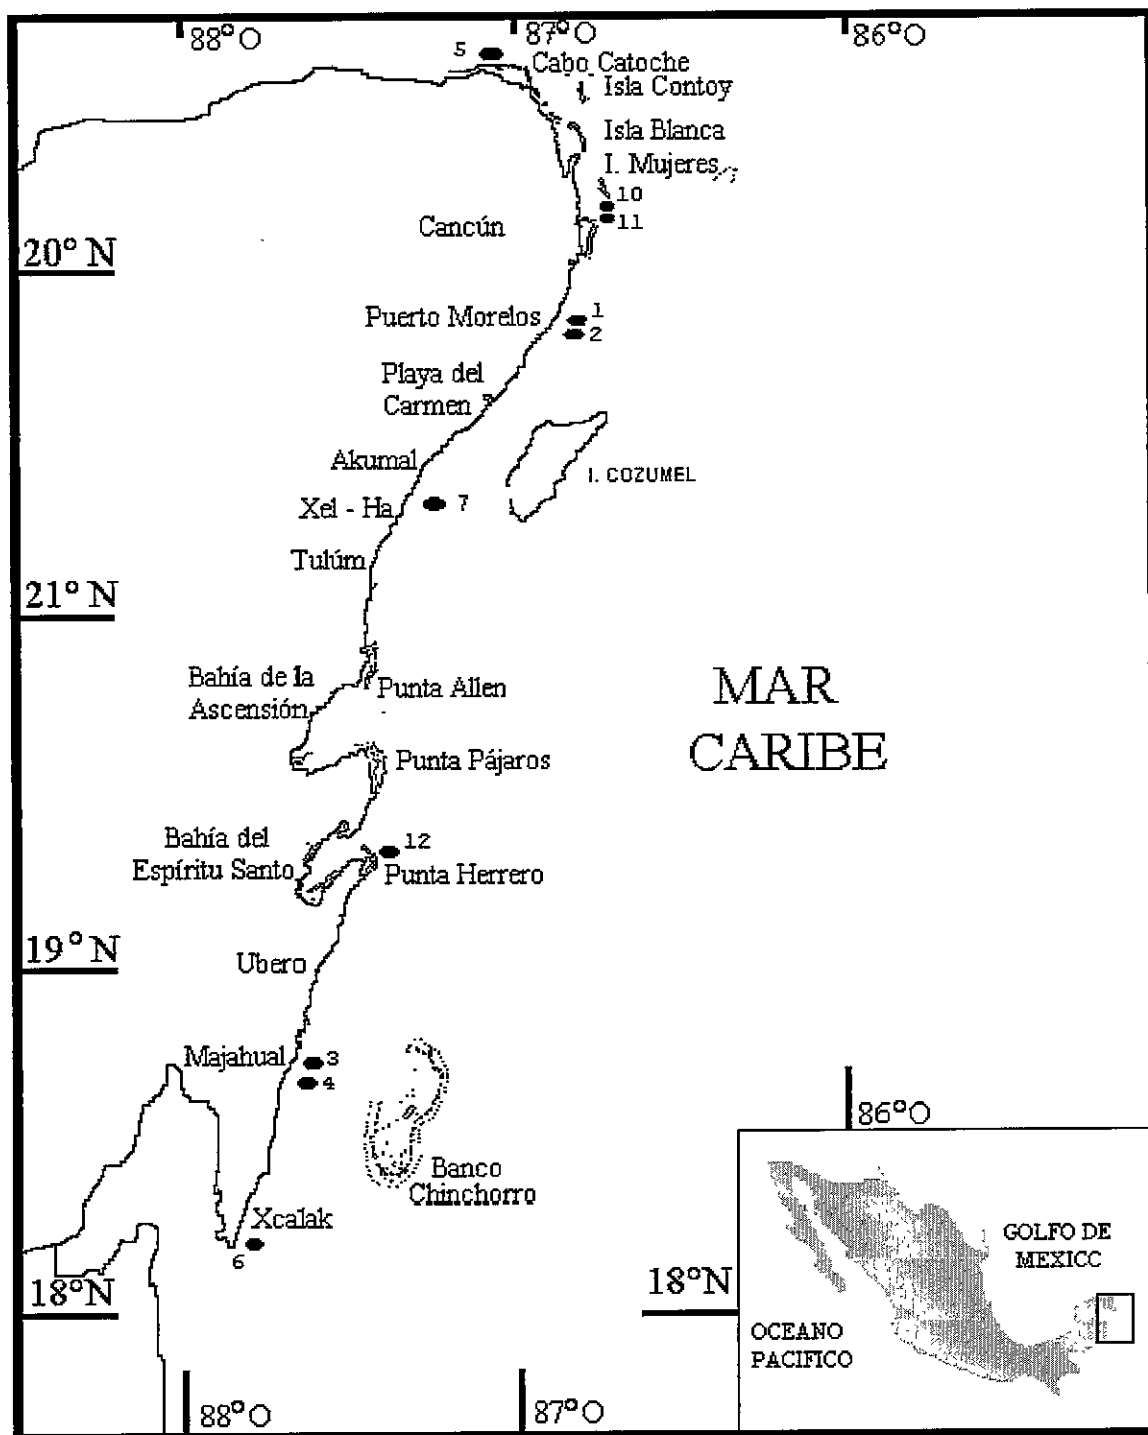 88°O
87°O
86°O
5
Cabo Catoche
Isla Contoy
Isla Blanca
I. Mujeres
10
11
Cancún
20° N
1
Puerto Morelos
2
Playa del
Carmen
Akumal
I. COZUMEL
Xel - Ha
7
Tulúm
21° N
Bahía de la
Ascensión
Punta Allen
MAR
CARIBE
Punta Pájaros
12
Bahía del
Espíritu Santo
Punta Herrero
19° N
Ubero
Majahual
3
4
86°O
Banco
Chinchorro
Xcalak
6
18°N
18°N
GOLFO DE
MEXICC
OCEANO
PACIFICO
88°O
87°O